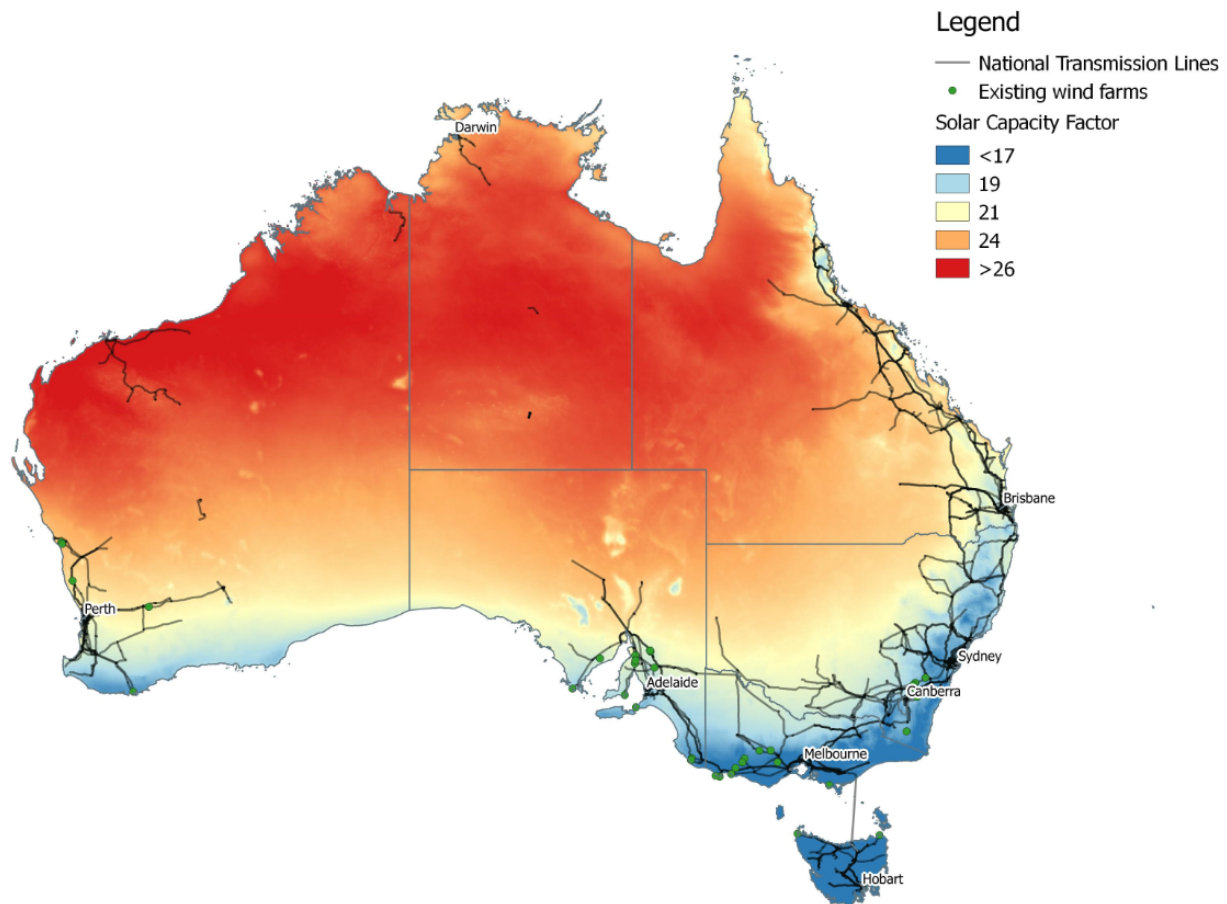 Legend
National Transmission Lines
Existing wind farms
Solar Capacity Factor
<17
19
21
24
>26
Darwin
Brisbane
Perth
Sydney
Adelaide
Canberra
Melbourne
Hobart